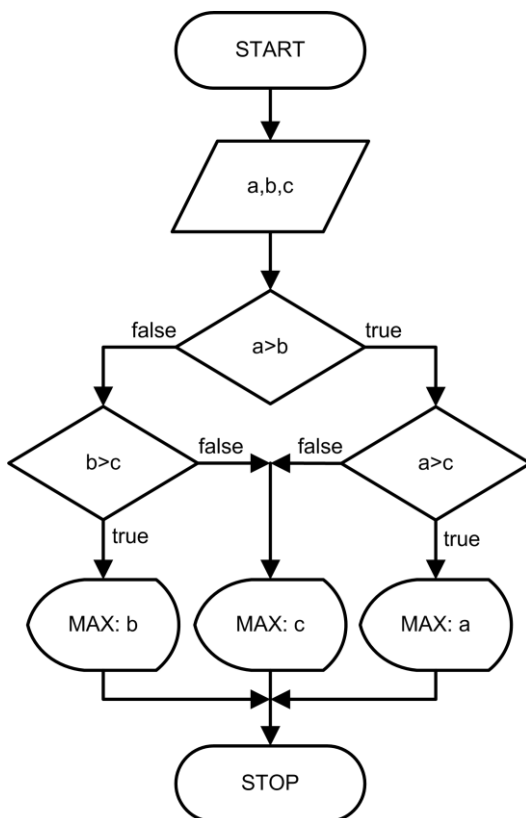 START
a,b,c
false
a>b
true
b>c
false
false
a>c
true
true
MAX: b
MAX: c
MAX: a
STOP